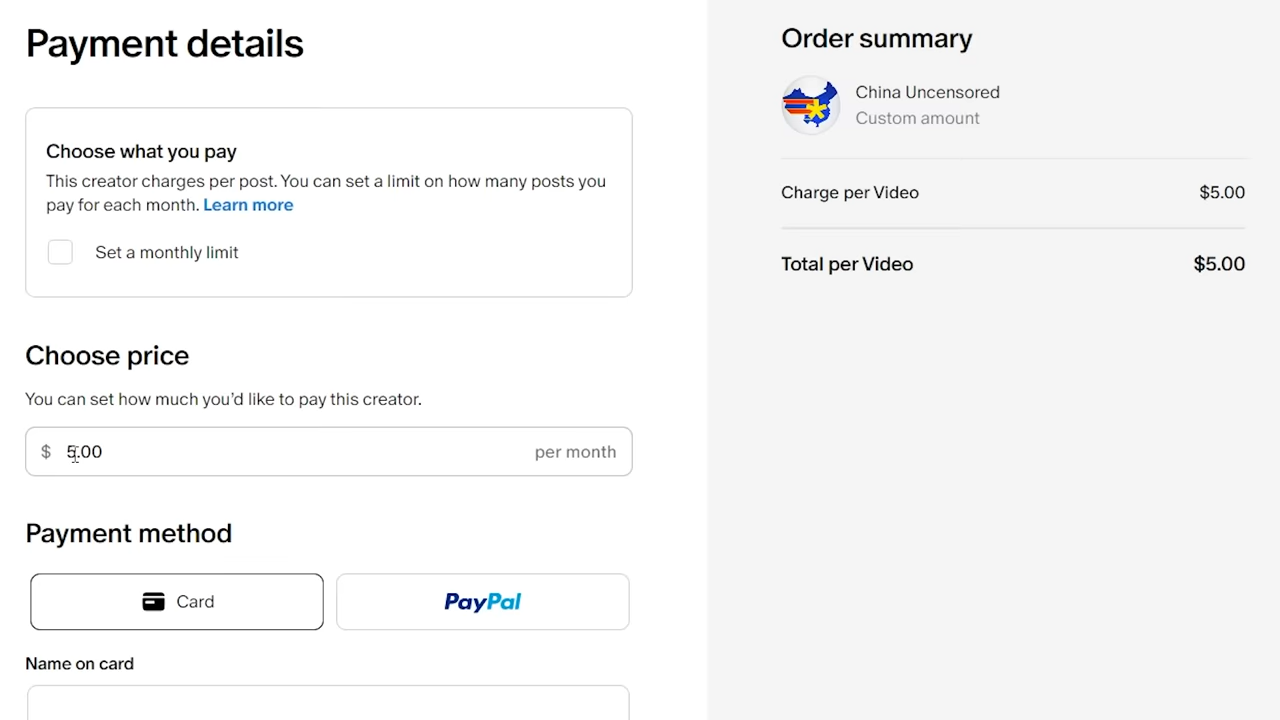 Payment details
Choose what you pay
This creator charges per post. You can set a limit on how many posts you
pay for each month. Learn more
Set a monthly limit
Choose price
You can set how much you'd like to pay this creator.
$ 5.00 per month
Payment method
Card
PayPal
Name on card
Order summary
China Uncensored
Custom amount
Charge per Video $5.00
Total per Video $5.00